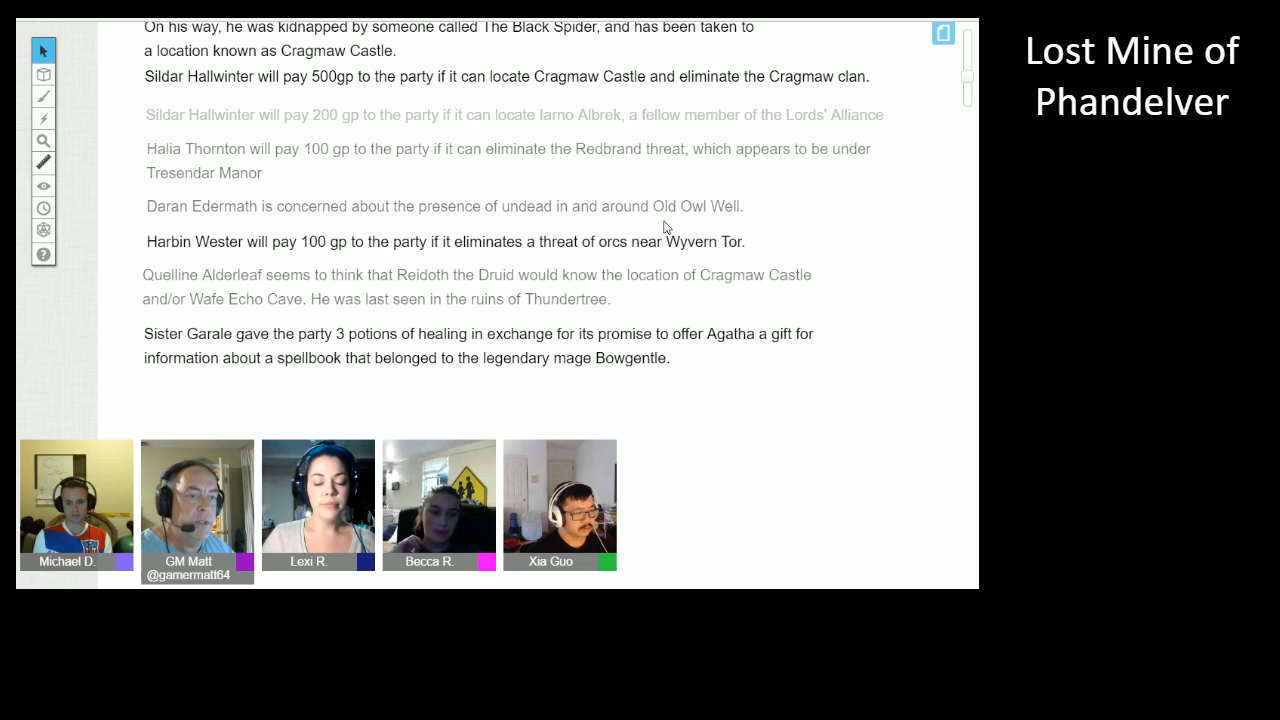 On his way, he was kidnapped by someone called The Black Spider, and has been taken to
a location known as Cragmaw Castle.
Sildar Hallwinter will pay 500gp to the party if it can locate Cragmaw Castle and eliminate the Cragmaw clan.
Sildar Hallwinter will pay 200 gp to the party if it can locate Iarno Albrek, a fellow member of the Lords' Alliance
Halia Thornton will pay 100 gp to the party if it can eliminate the Redbrand threat, which appears to be under
Tresendar Manor
Daran Edermath is concerned about the presence of undead in and around Old Owl Well.
Harbin Wester will pay 100 gp to the party if it eliminates a threat of orcs near Wyvern Tor.
Quelline Alderleaf seems to think that Reidoth the Druid would know the location of Cragmaw Castle
and/or Wafe Echo Cave. He was last seen in the ruins of Thundertree.
Sister Garale gave the party 3 potions of healing in exchange for its promise to offer Agatha a gift for
information about a spellbook that belonged to the legendary mage Bowgentle.
Lost Mine of
Phandelver
Michael D.
GM Matt
@gamermatt64
Lexi R.
Becca R.
Xia Guo